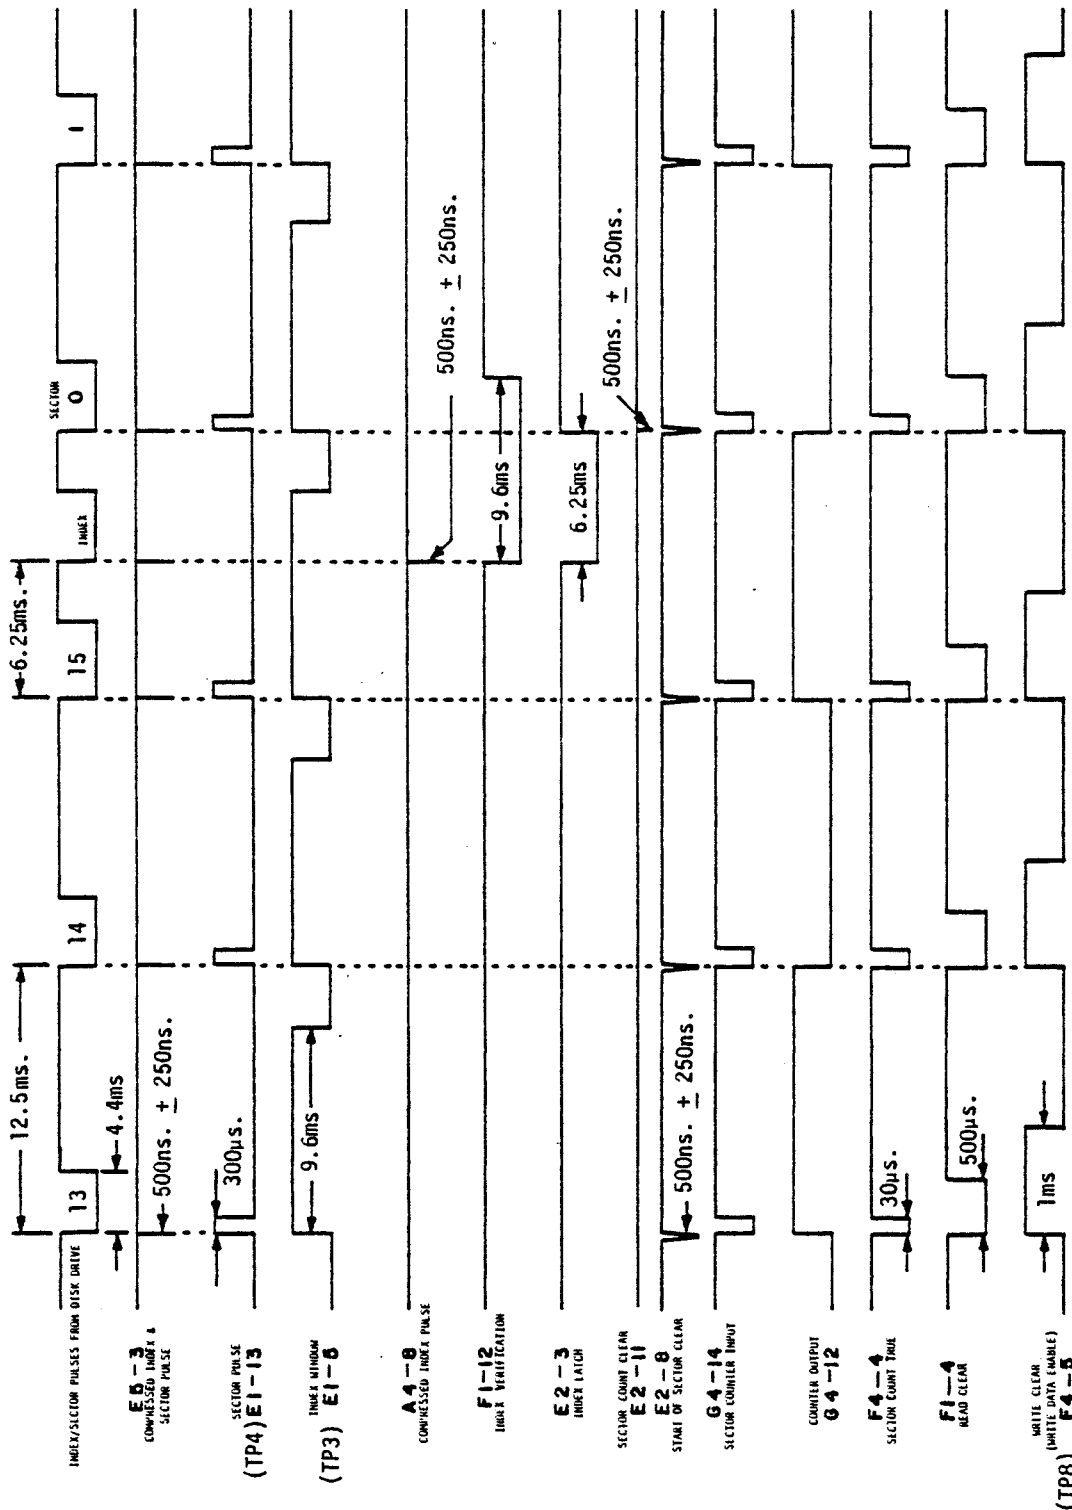 INDEX/SECTOR PULSES FROM DISK DRIVE
12.5ms.
4.4ms
6.25ms.
13
14
15
INDEX
SECTOR
0
1
E5-3
COMPRESSED INDEX &
SECTOR PULSE
500ns. ± 250ns.
SECTOR PULSE
(TP4) E1-13
300µs.
INDEX WINDOW
(TP3) E1-5
9.6ms
A4-8
COMPRESSED INDEX PULSE
500ns. ± 250ns.
F1-12
INDEX VERIFICATION
9.6ms
E2-3
INDEX LATCH
6.25ms
SECTOR COUNT CLEAR
E2-11
500ns. ± 250ns.
E2-8
START OF SECTOR CLEAR
500ns. ± 250ns.
G4-14
SECTOR COUNTER INPUT
COUNTER OUTPUT
G4-12
F4-4
SECTOR COUNT TRUE
30µs.
F1-4
READ CLEAR
500µs.
WRITE CLEAR
(WRITE DATA ENABLE)
(TP8) F4-5
1ms